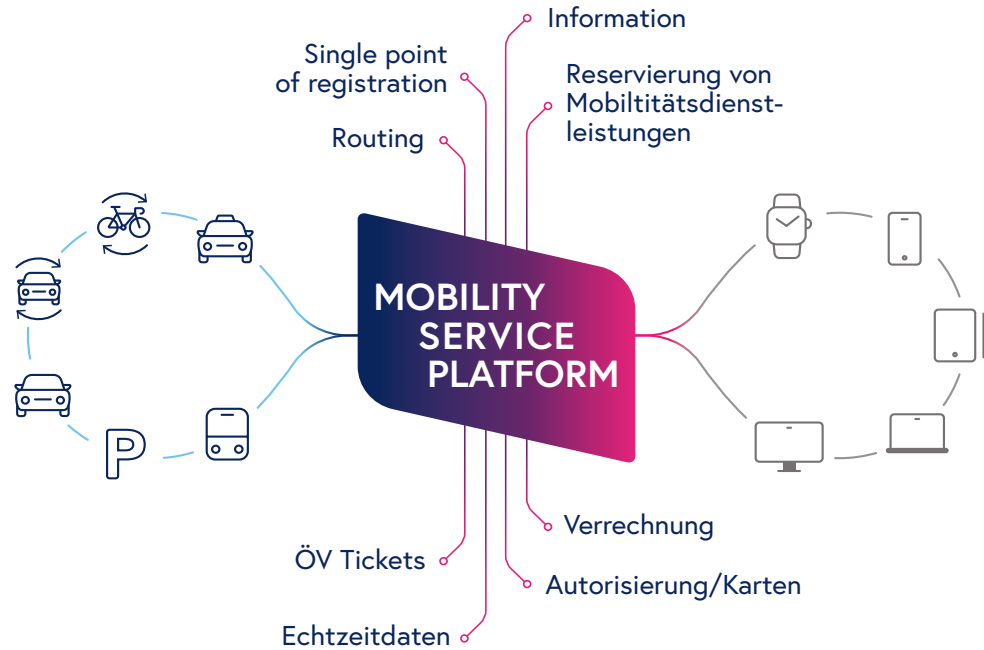 Information
Single point
of registration
Reservierung von
Mobiltitätsdienst-
leistungen
Routing
MOBILITY
SERVICE
PLATFORM
P
Verrechnung
ÖV Tickets
Autorisierung/Karten
Echtzeitdaten